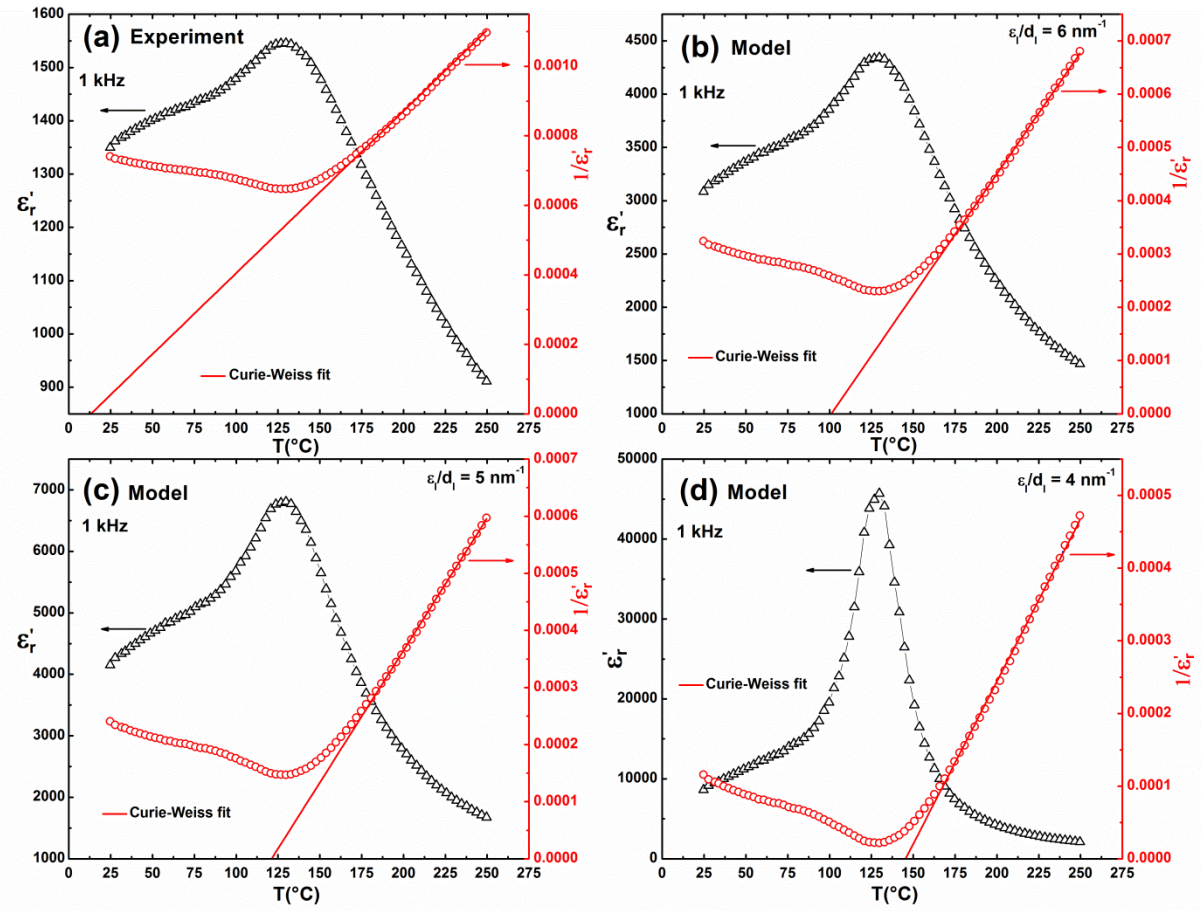 (a) Experiment
1 kHz
Curie-Weiss fit
1600
1500
1400
1300
1200
1100
1000
900
εr'
0.0010
0.0008
0.0006
0.0004
0.0002
0.0000
1/εr'
0 25 50 75 100 125 150 175 200 225 250 275
T(°C)
(b) Model
εl/dl = 6 nm-1
1 kHz
Curie-Weiss fit
4500
4000
3500
3000
2500
2000
1500
1000
εr'
0.0007
0.0006
0.0005
0.0004
0.0003
0.0002
0.0001
0.0000
1/εr'
0 25 50 75 100 125 150 175 200 225 250 275
T(°C)
(c) Model
εl/dl = 5 nm-1
1 kHz
Curie-Weiss fit
7000
6000
5000
4000
3000
2000
1000
εr'
0.0007
0.0006
0.0005
0.0004
0.0003
0.0002
0.0001
0.0000
1/εr'
0 25 50 75 100 125 150 175 200 225 250 275
T(°C)
(d) Model
εl/dl = 4 nm-1
1 kHz
Curie-Weiss fit
50000
40000
30000
20000
10000
0
εr'
0.0005
0.0004
0.0003
0.0002
0.0001
0.0000
1/εr'
0 25 50 75 100 125 150 175 200 225 250 275
T(°C)